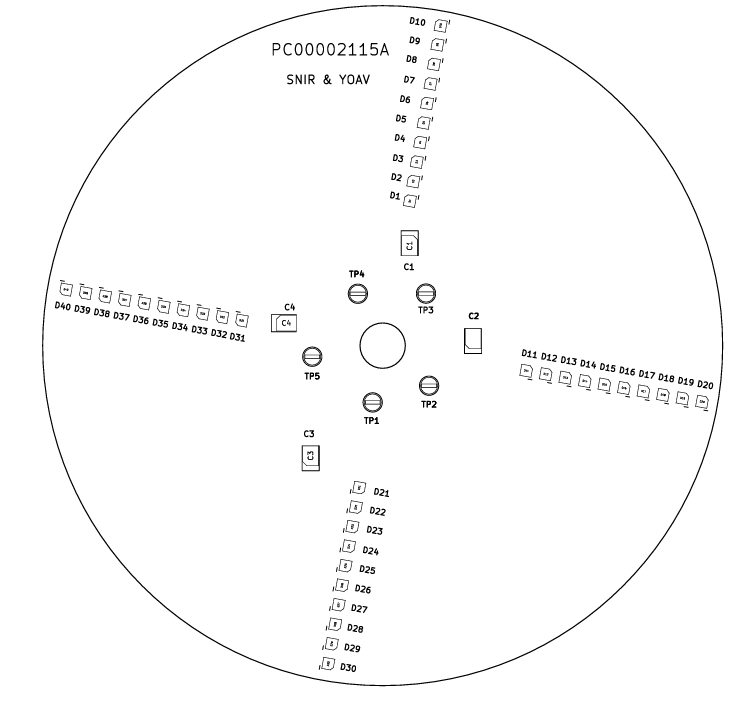 D10
D9
PC00002115A
D8
SNIR & YOAV
D7
D6
D5
D4
D3
D2
D1
C1
C1
TP4
TP3
C4
C4
C2
D40 D39 D38 D37 D36 D35 D34 D33 D32 D31
D11 D12 D13 D14 D15 D16 D17 D18 D19 D20
TP5
TP2
TP1
C3
C3
D21
D22
D23
D24
D25
D26
D27
D28
D29
D30